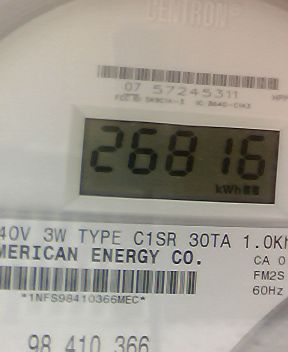 CENTRON®
07 57245311
26816
kWh
40V 3W TYPE C1SR 30TA 1.0Kh
MERICAN ENERGY CO.
CA 0
FM2S
60Hz
*1NFS98410366MEC*
98 410 366